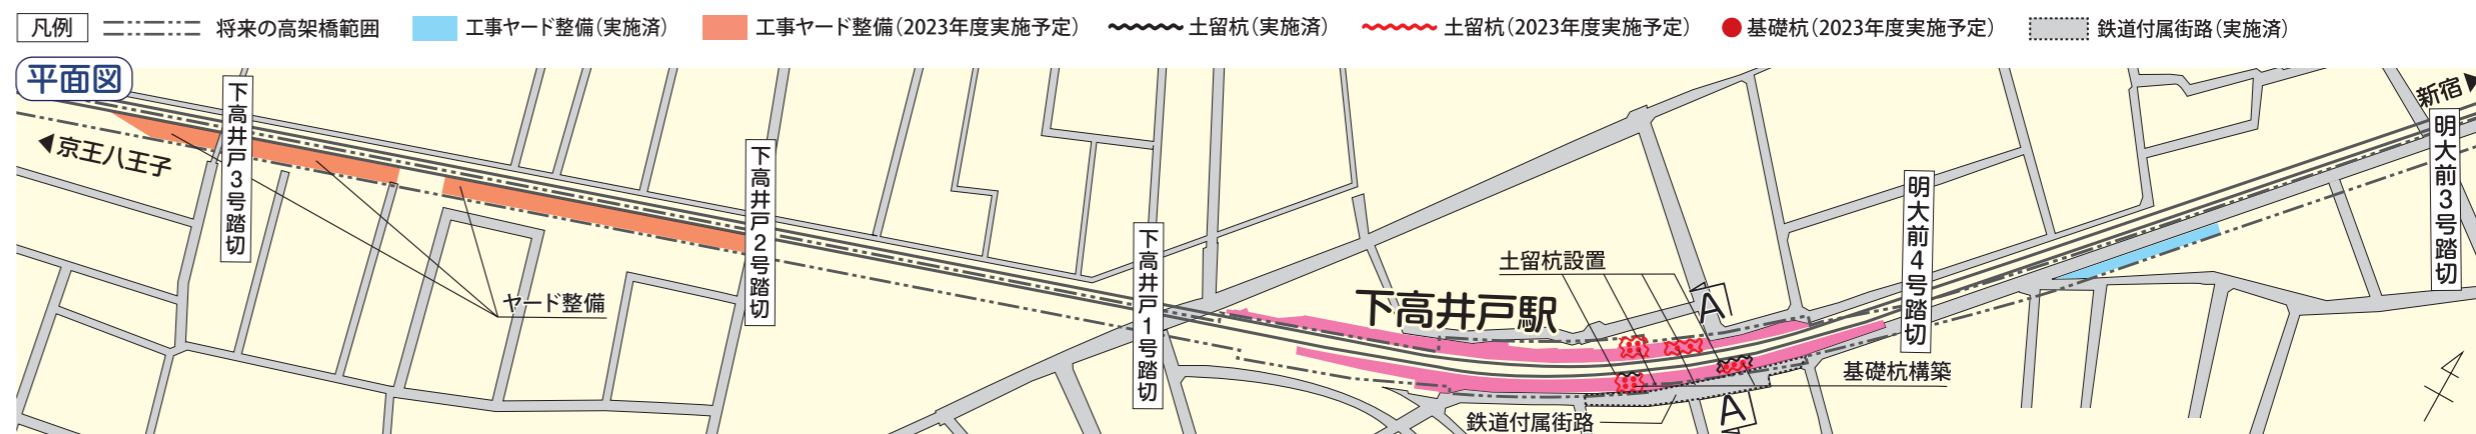 凡例 将来の高架橋範囲 工事ヤード整備(実施済) 工事ヤード整備(2023年度実施予定) 土留杭(実施済) 土留杭(2023年度実施予定) 基礎杭(2023年度実施予定) 鉄道付属街路(実施済)
平面図
◀京王八王子
下高井戸3号踏切
ヤード整備
下高井戸2号踏切
下高井戸1号踏切
下高井戸駅
土留杭設置
A
明大前4号踏切
基礎杭構築
鉄道付属街路
A
新宿▶
明大前3号踏切